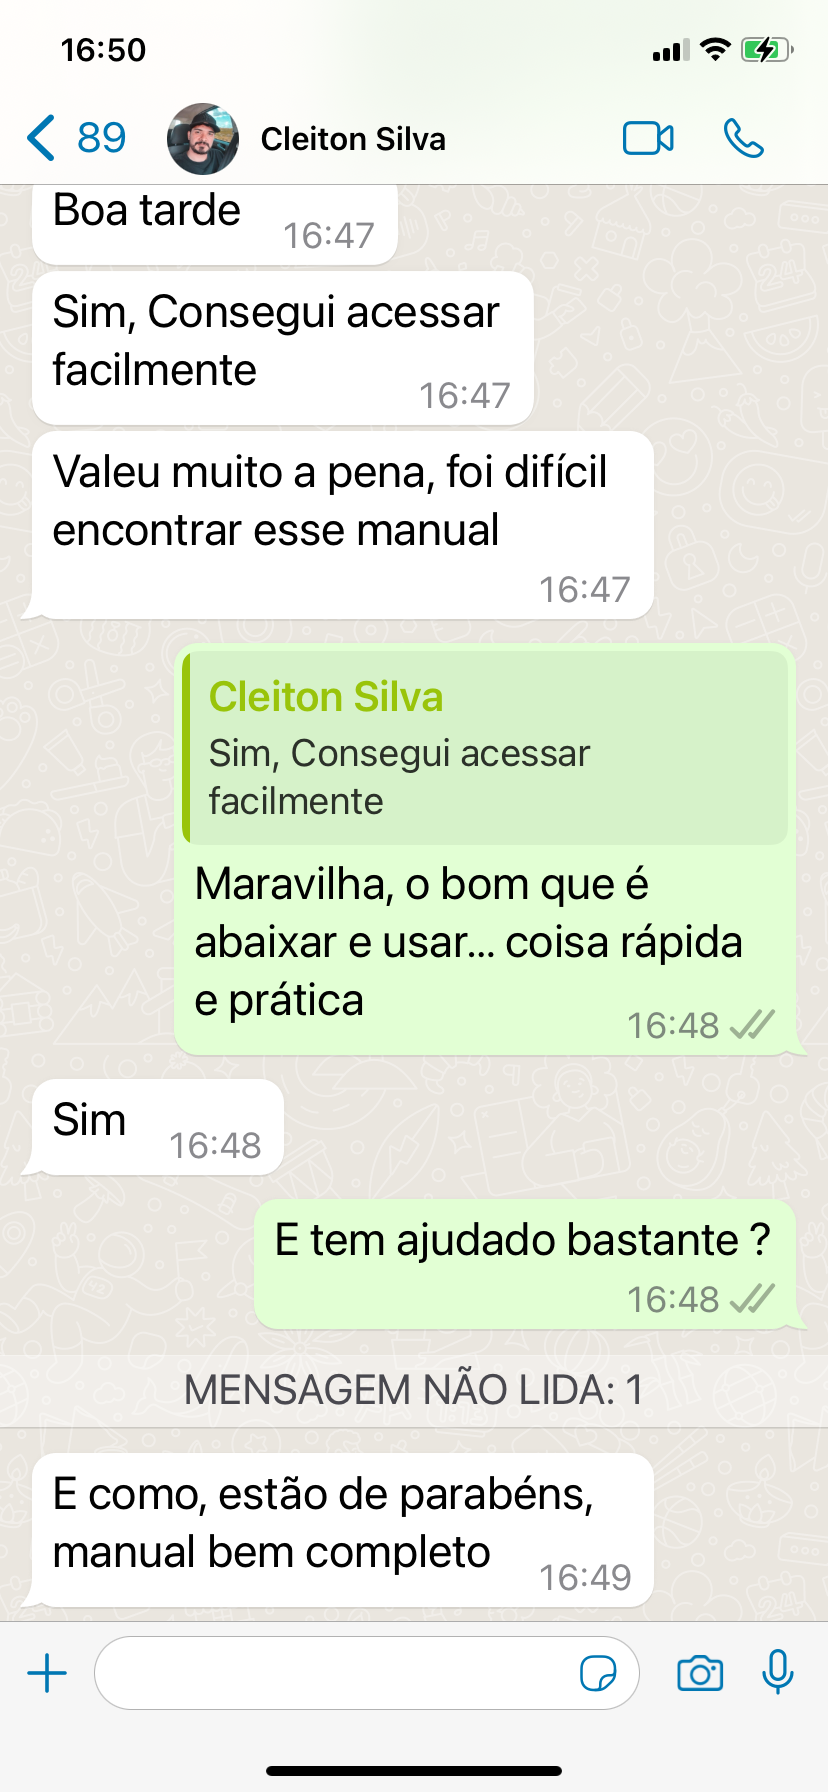 16:50
89
Cleiton Silva
Boa tarde
16:47
Sim, Consegui acessar
facilmente
16:47
Valeu muito a pena, foi difícil
encontrar esse manual
16:47
Cleiton Silva
Sim, Consegui acessar
facilmente
Maravilha, o bom que é
abaixar e usar... coisa rápida
e prática
16:48
Sim
16:48
E tem ajudado bastante ?
16:48
MENSAGEM NÃO LIDA: 1
E como, estão de parabéns,
manual bem completo
16:49